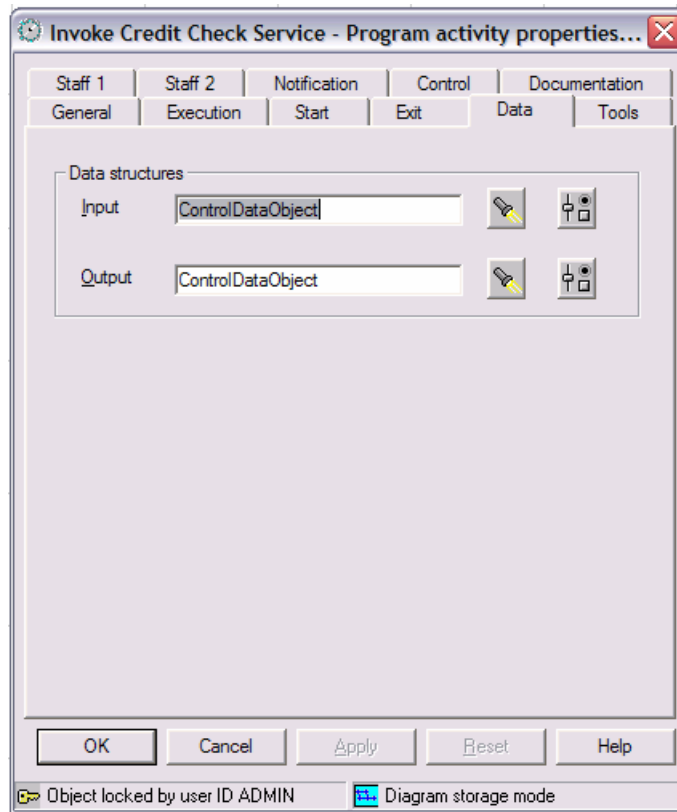 Invoke Credit Check Service - Program activity properties...
Staff 1 Staff 2 Notification Control Documentation
General Execution Start Exit Data Tools
Data structures
Input ControlDataObject
Output ControlDataObject
OK Cancel Apply Reset Help
Object locked by user ID ADMIN Diagram storage mode